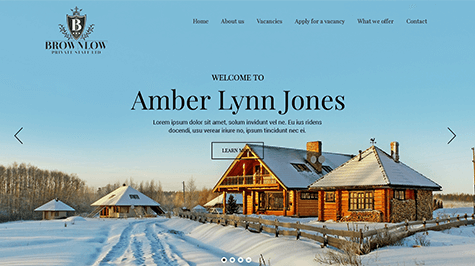 B
BROWNLOW
PRIVATE STAFF LTD
Home About us Vacancies Apply for a vacancy What we offer Contact
WELCOME TO
Amber Lynn Jones
Lorem ipsum dolor sit amet, solum invidunt vel ne. Eu ius ridens
docendi, usu verear iriure no, ipsum tincidunt nec ei.
LEARN